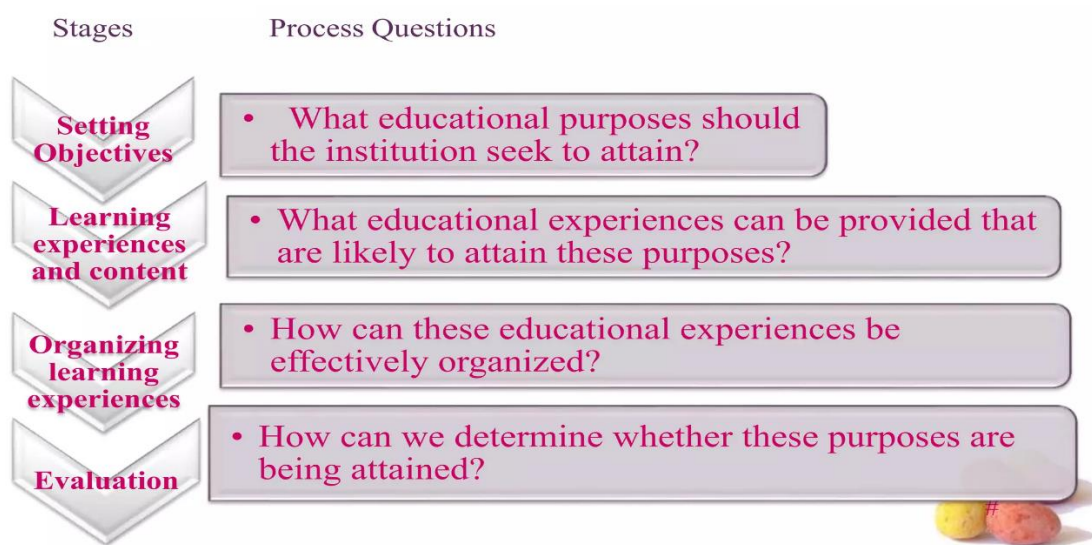 Stages Process Questions
Setting
Objectives
• What educational purposes should
the institution seek to attain?
Learning
experiences
and content
• What educational experiences can be provided that
are likely to attain these purposes?
Organizing
learning
experiences
• How can these educational experiences be
effectively organized?
Evaluation
• How can we determine whether these purposes are
being attained?
#